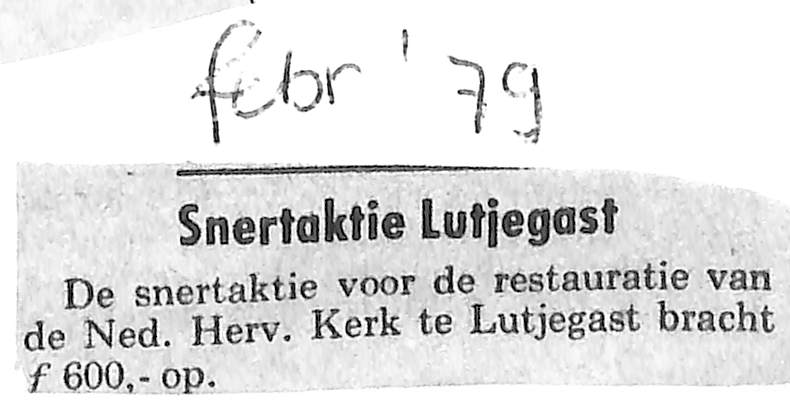 febr '79
Snertaktie Lutjegast
De snertaktie voor de restauratie van
de Ned. Herv. Kerk te Lutjegast bracht
f 600,- op.